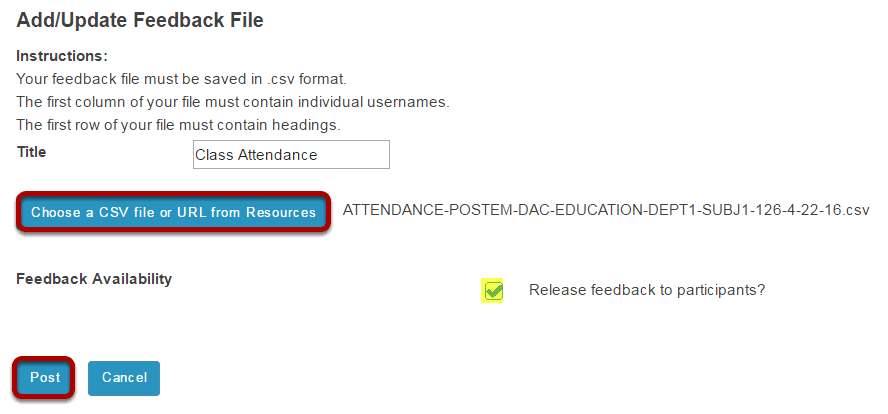 Add/Update Feedback File
Instructions:
Your feedback file must be saved in .csv format.
The first column of your file must contain individual usernames.
The first row of your file must contain headings.
Title Class Attendance
Choose a CSV file or URL from Resources ATTENDANCE-POSTEM-DAC-EDUCATION-DEPT1-SUBJ1-126-4-22-16.csv
Feedback Availability
Release feedback to participants?
Post Cancel